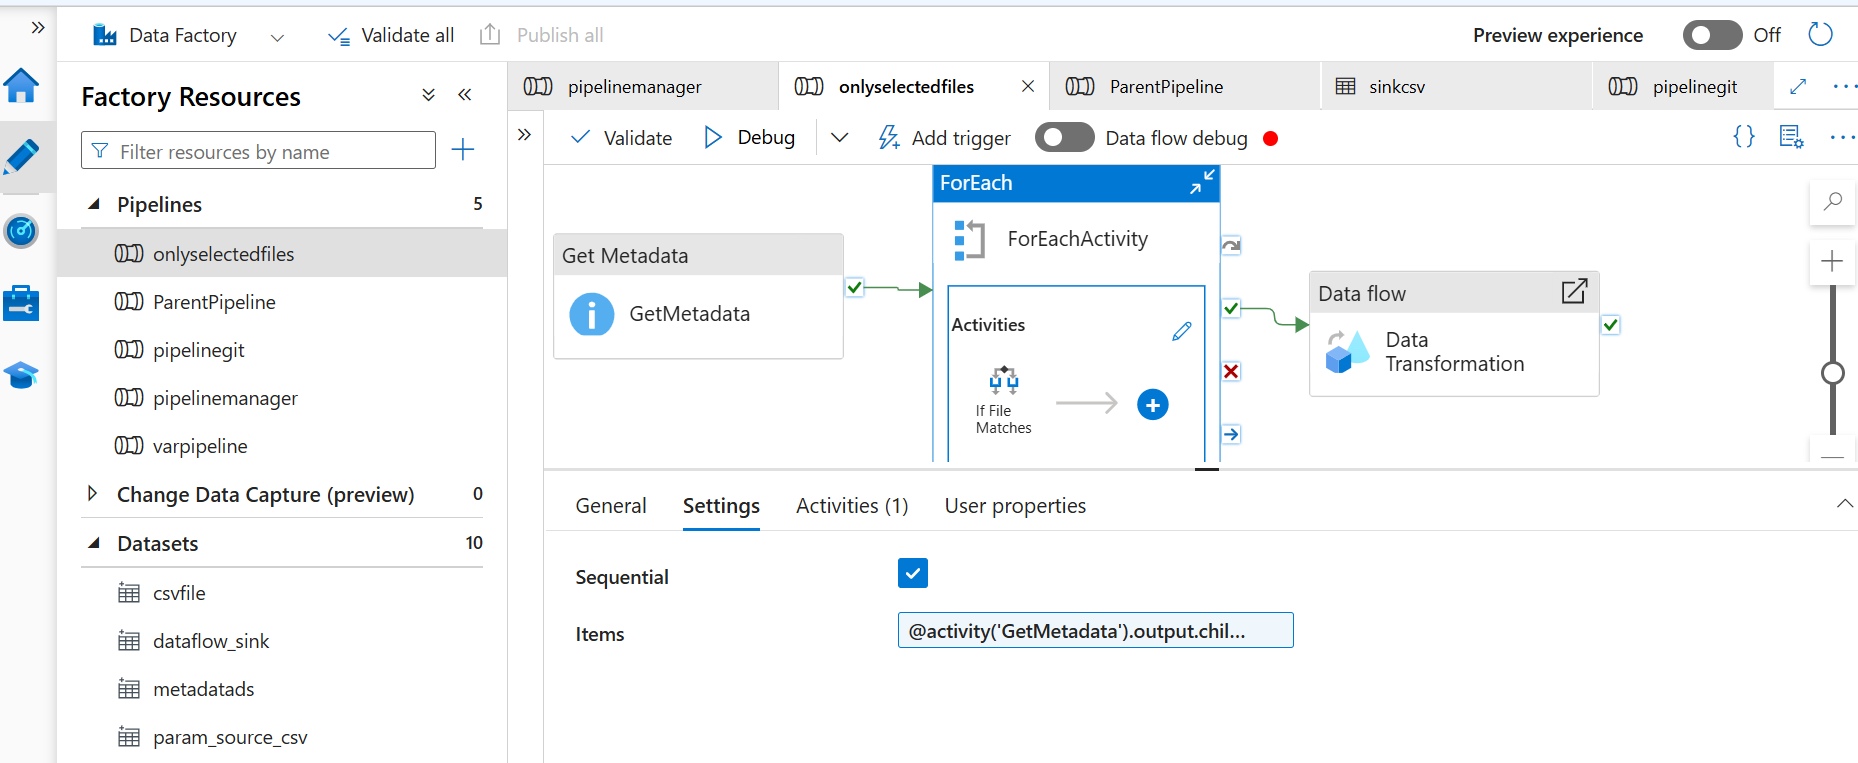 Data Factory
Validate all
Publish all
Preview experience
Off
Factory Resources
Filter resources by name
Pipelines 5
onlyselectedfiles
ParentPipeline
pipelinegit
pipelinemanager
varpipeline
Change Data Capture (preview) 0
Datasets 10
csvfile
dataflow_sink
metadatads
param_source_csv
pipelinemanager
onlyselectedfiles
ParentPipeline
sinkcsv
pipelinegit
Validate
Debug
Add trigger
Data flow debug
Get Metadata
GetMetadata
ForEach
ForEachActivity
Activities
If File
Matches
Data flow
Data
Transformation
General
Settings
Activities (1)
User properties
Sequential
Items
@activity('GetMetadata').output.chil...